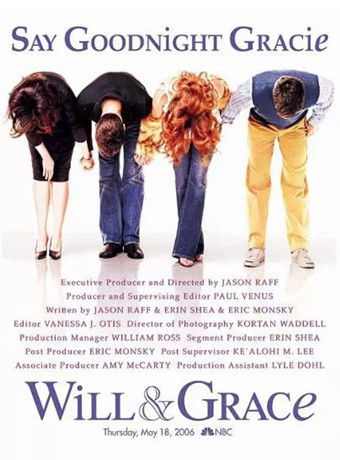 SAY GOODNIGHT GRACIE
Executive Producer and Directed by JASON RAFF
Producer and Supervising Editor PAUL VENUS
Written by JASON RAFF & ERIN SHEA & ERIC MONSKY
Editor VANESSA J. OTIS Director of Photography KORTAN WADDELL
Production Manager WILLIAM ROSS Segment Producer ERIN SHEA
Post Producer ERIC MONSKY Post Supervisor KE'ALOHI M. LEE
Associate Producer AMY McCARTY Production Assistant LYLE DOHL
WILL & GRACE
Thursday, May 18, 2006 NBC